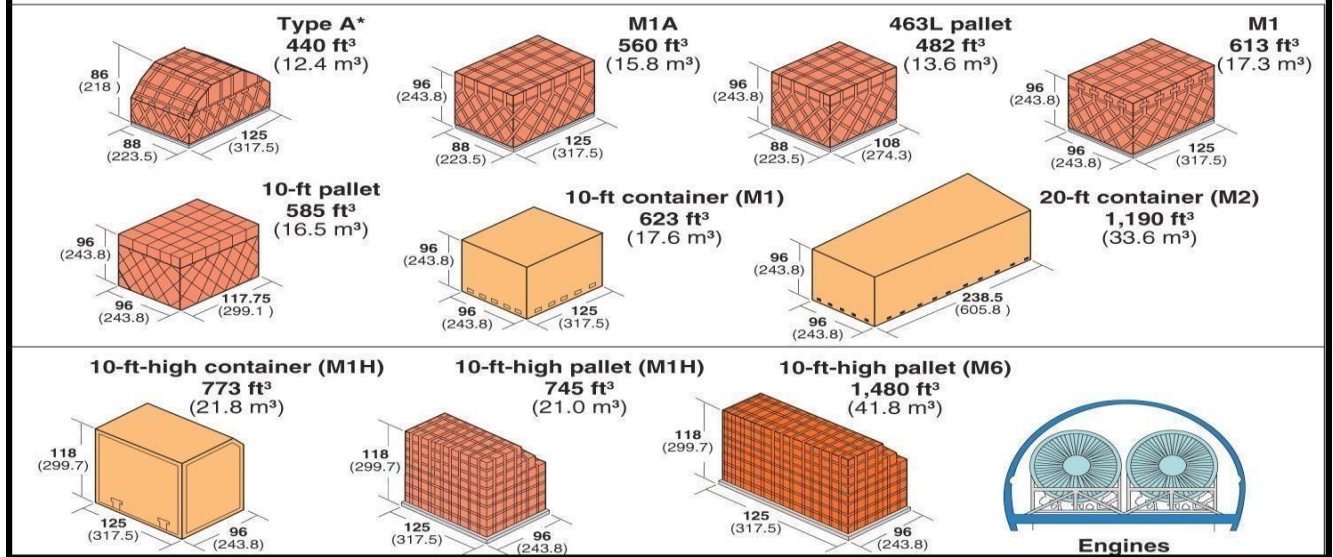 Type A*
440 ft³
(12.4 m³)
86
(218 )
88
(223.5)
125
(317.5)
M1A
560 ft³
(15.8 m³)
96
(243.8)
88
(223.5)
125
(317.5)
463L pallet
482 ft³
(13.6 m³)
96
(243.8)
88
(223.5)
108
(274.3)
M1
613 ft³
(17.3 m³)
96
(243.8)
96
(243.8)
125
(317.5)
10-ft pallet
585 ft³
(16.5 m³)
96
(243.8)
96
(243.8)
117.75
(299.1 )
10-ft container (M1)
623 ft³
(17.6 m³)
96
(243.8)
96
(243.8)
125
(317.5)
20-ft container (M2)
1,190 ft³
(33.6 m³)
96
(243.8)
96
(243.8)
238.5
(605.8 )
10-ft-high container (M1H)
773 ft³
(21.8 m³)
118
(299.7)
125
(317.5)
96
(243.8)
10-ft-high pallet (M1H)
745 ft³
(21.0 m³)
118
(299.7)
125
(317.5)
96
(243.8)
10-ft-high pallet (M6)
1,480 ft³
(41.8 m³)
118
(299.7)
125
(317.5)
96
(243.8)
Engines